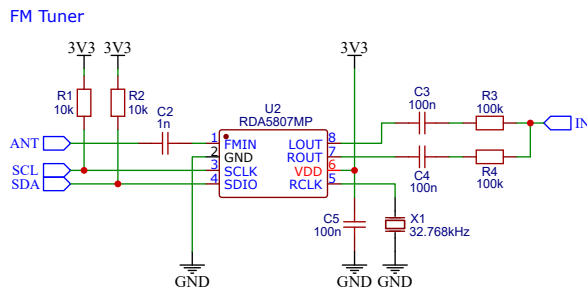 FM Tuner
3V3
3V3
3V3
R1
10k
R2
10k
C2
1n
U2
RDA5807MP
C3
100n
R3
100k
ANT
SCL
SDA
1
2
3
4
FMIN
GND
SCLK
SDIO
LOUT
ROUT
VDD
RCLK
8
7
6
5
C4
100n
R4
100k
IN
C5
100n
X1
32.768kHz
GND
GND
GND